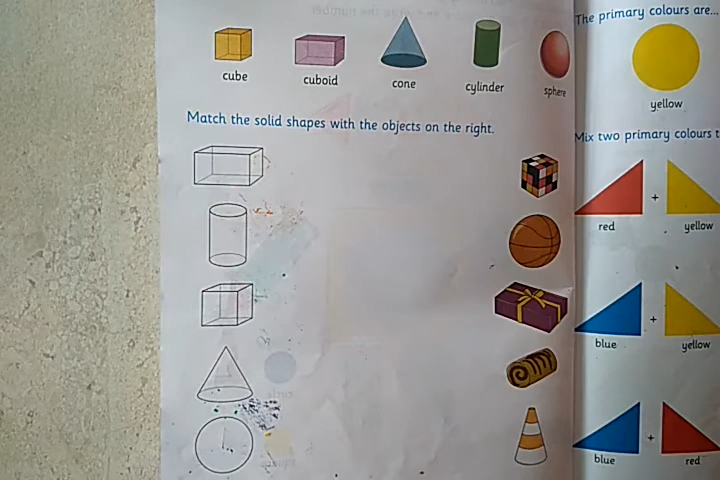 The primary colours are...
cube
cuboid
cone
cylinder
sphere
yellow
Match the solid shapes with the objects on the right.
Mix two primary colours
red
+
yellow
blue
+
yellow
blue
+
red